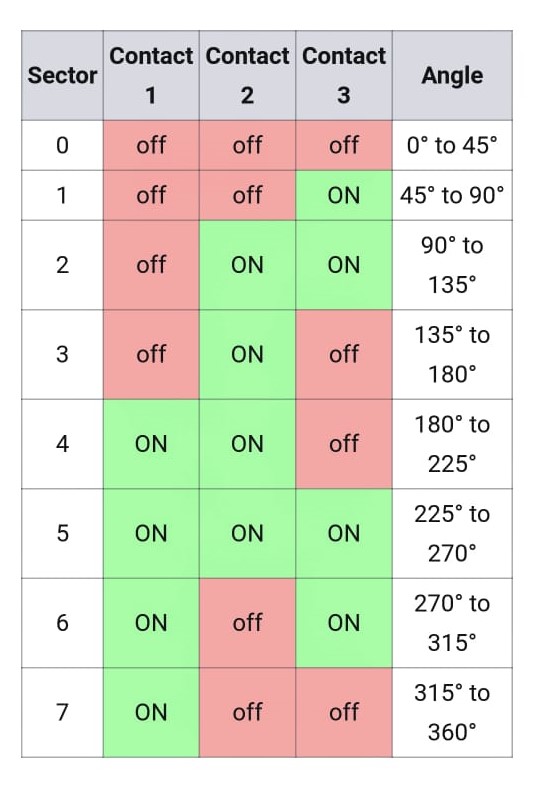 Sector Contact 1 Contact 2 Contact 3 Angle
0 off off off 0° to 45°
1 off off ON 45° to 90°
2 off ON ON 90° to 135°
3 off ON off 135° to 180°
4 ON ON off 180° to 225°
5 ON ON ON 225° to 270°
6 ON off ON 270° to 315°
7 ON off off 315° to 360°